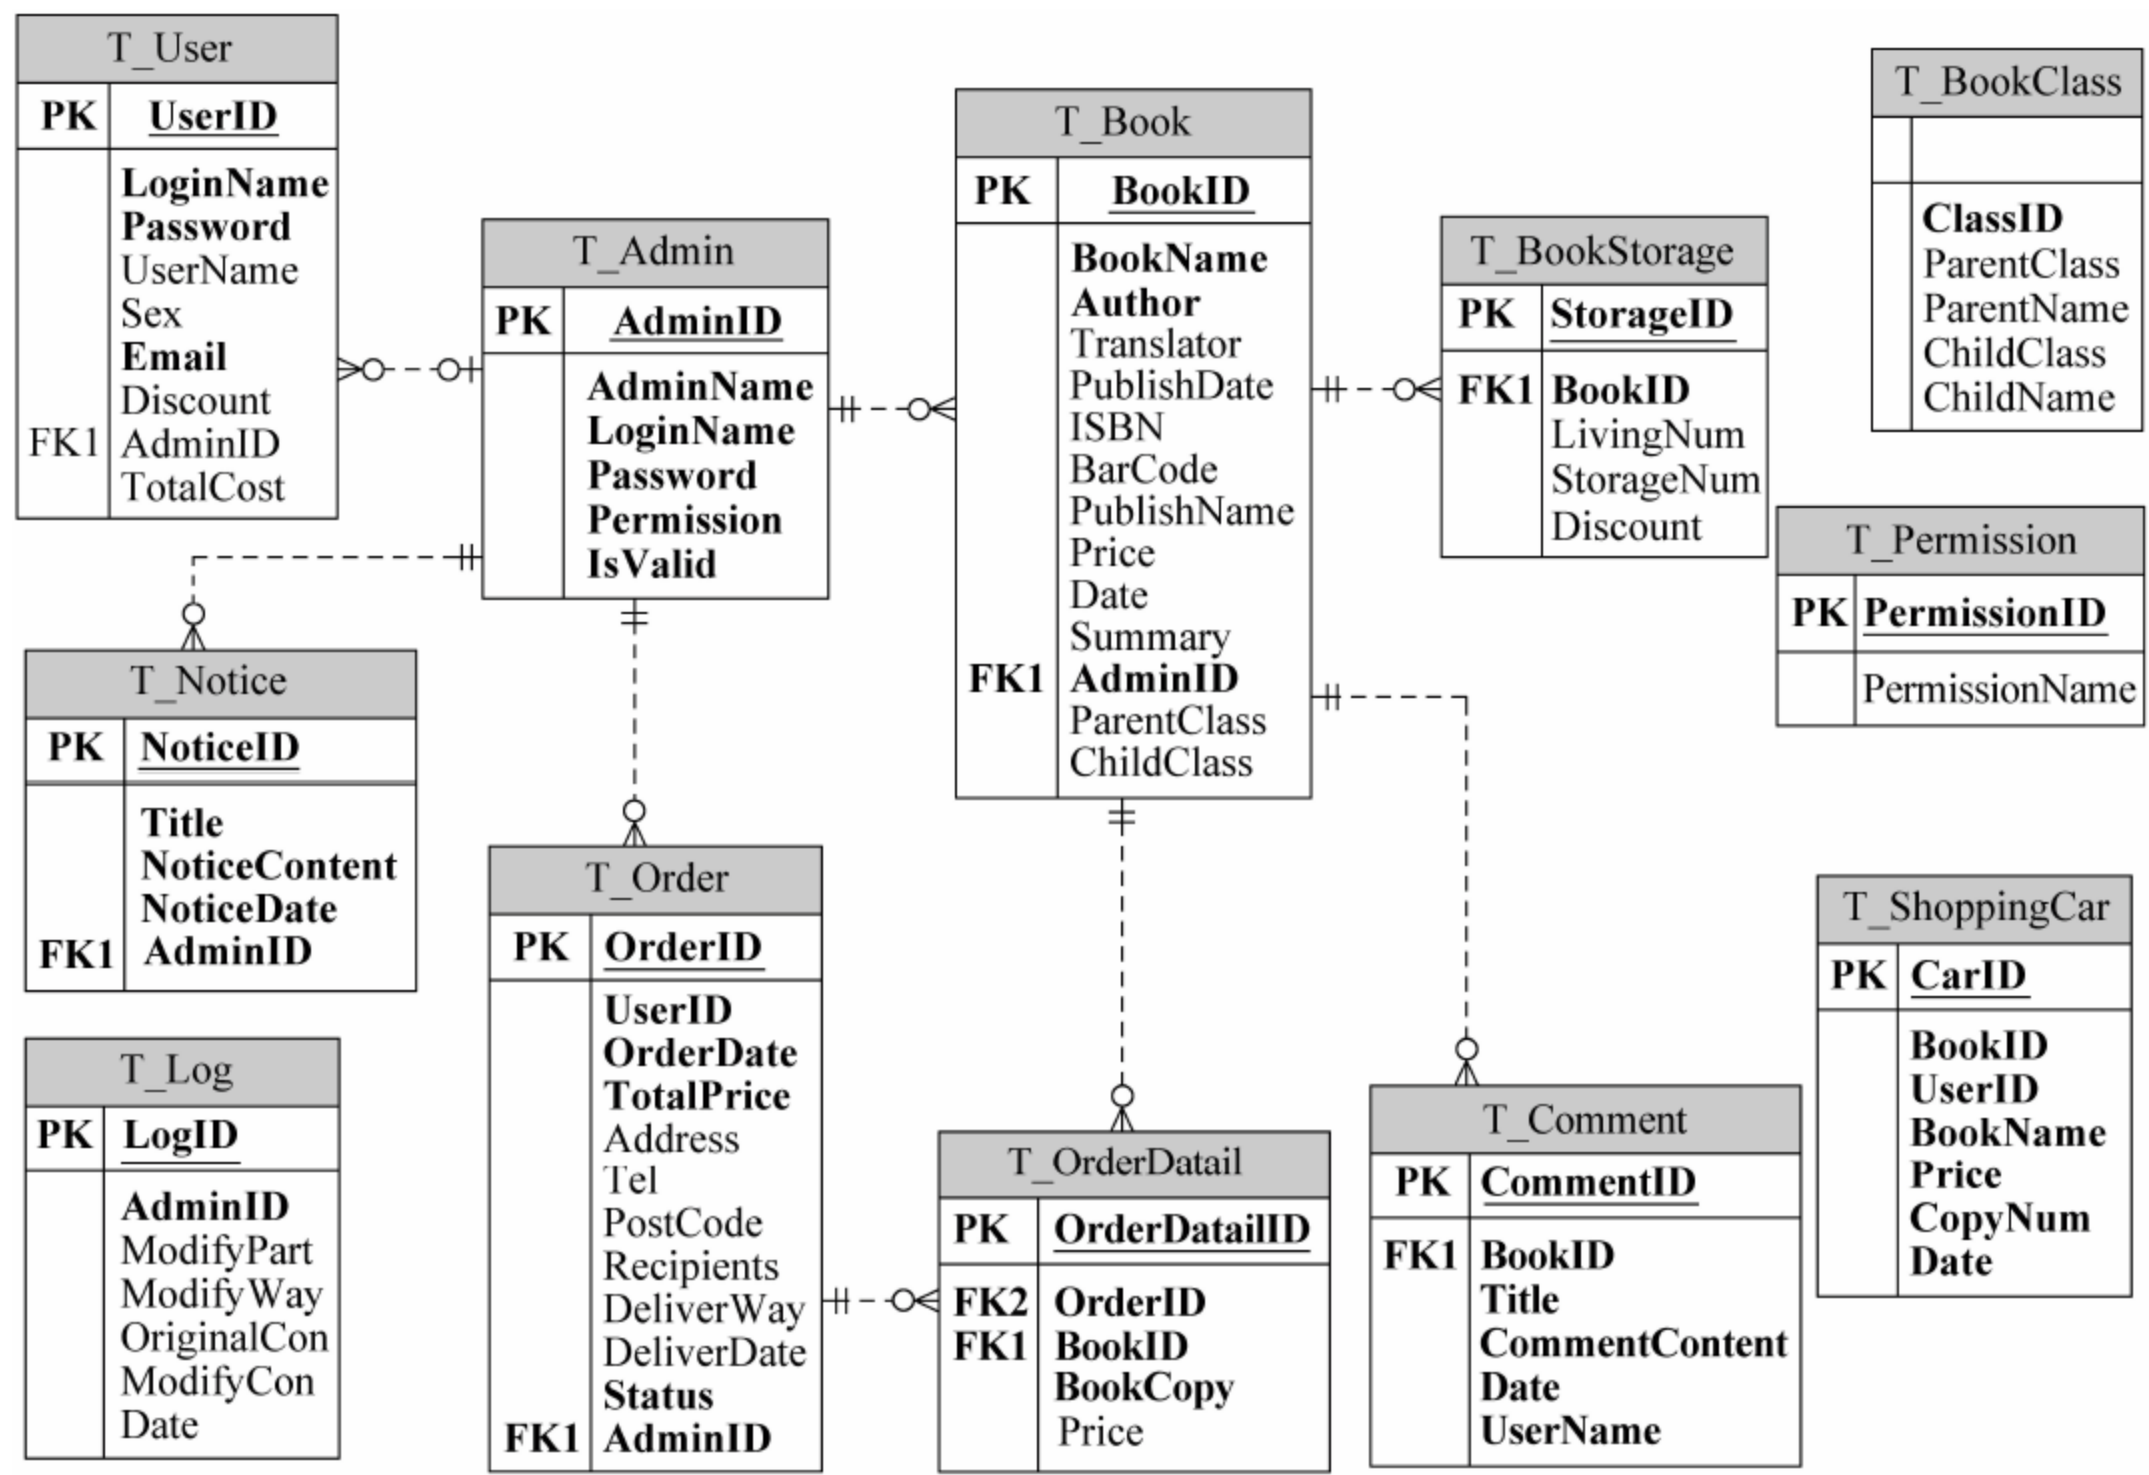 T_User
PK UserID
LoginName
Password
UserName
Sex
Email
Discount
FK1 AdminID
TotalCost
T_Admin
PK AdminID
AdminName
LoginName
Password
Permission
IsValid
T_Book
PK BookID
BookName
Author
Translator
PublishDate
ISBN
BarCode
PublishName
Price
Date
Summary
FK1 AdminID
ParentClass
ChildClass
T_BookStorage
PK StorageID
FK1 BookID
LivingNum
StorageNum
Discount
T_BookClass
ClassID
ParentClass
ParentName
ChildClass
ChildName
T_Permission
PK PermissionID
PermissionName
T_Notice
PK NoticeID
Title
NoticeContent
NoticeDate
FK1 AdminID
T_Log
PK LogID
AdminID
ModifyPart
ModifyWay
OriginalCon
ModifyCon
Date
T_Order
PK OrderID
UserID
OrderDate
TotalPrice
Address
Tel
PostCode
Recipients
DeliverWay
DeliverDate
Status
FK1 AdminID
T_OrderDatail
PK OrderDatailID
FK2 OrderID
FK1 BookID
BookCopy
Price
T_Comment
PK CommentID
FK1 BookID
Title
CommentContent
Date
UserName
T_ShoppingCar
PK CarID
BookID
UserID
BookName
Price
CopyNum
Date